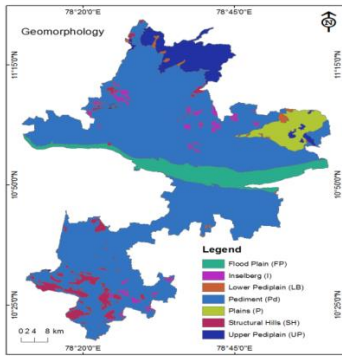 78°20'0"E 78°45'0"E
Geomorphology
N
11°15'0"N 11°15'0"N
10°50'0"N 10°50'0"N
Legend
Flood Plain (FP)
Inselberg (I)
Lower Pediplain (LB)
Pediment (Pd)
Plains (P)
Structural Hills (SH)
Upper Pediplain (UP)
10°25'0"N 10°25'0"N
0 2 4 8 km
78°20'0"E 78°45'0"E